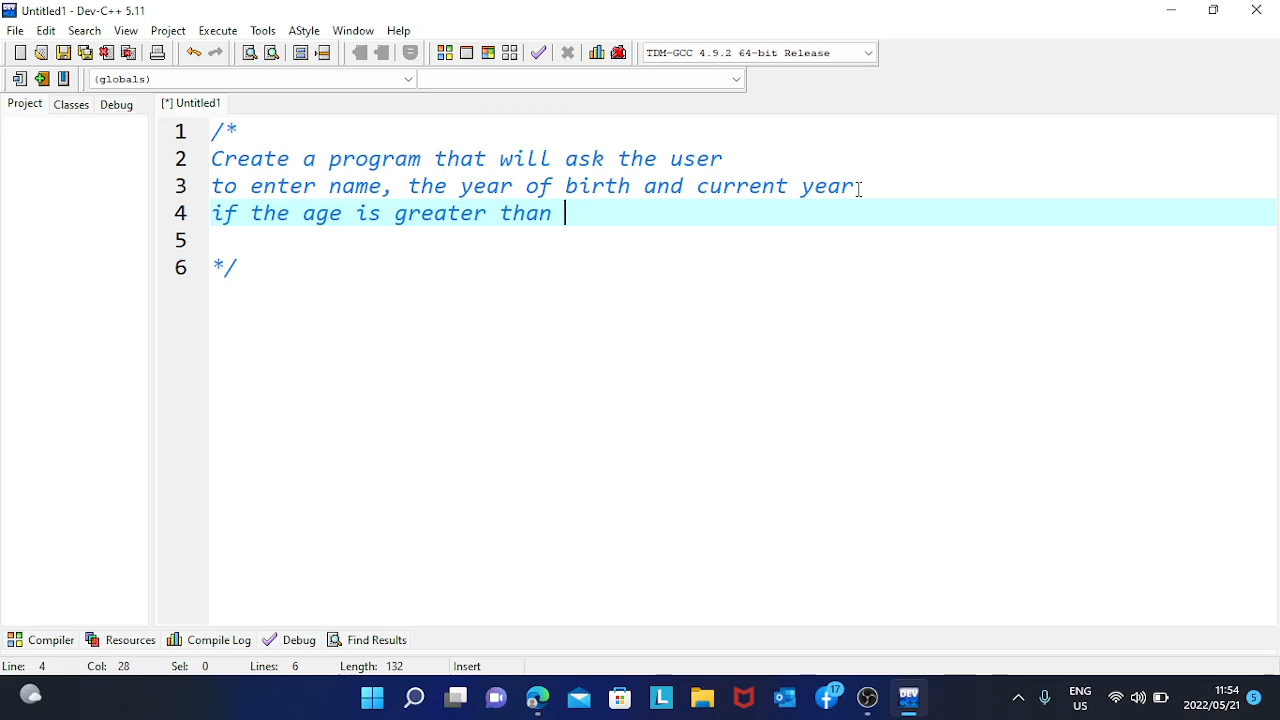 Untitled1 - Dev-C++ 5.11
File Edit Search View Project Execute Tools AStyle Window Help
TDM-GCC 4.9.2 64-bit Release
(globals)
Project Classes Debug [*] Untitled1
1 /*
2 Create a program that will ask the user
3 to enter name, the year of birth and current year
4 if the age is greater than
5
6 */
Compiler Resources Compile Log Debug Find Results
Line: 4 Col: 28 Sel: 0 Lines: 6 Length: 132 Insert
L 17 DEV ENG US 11:54 2022/05/21 5